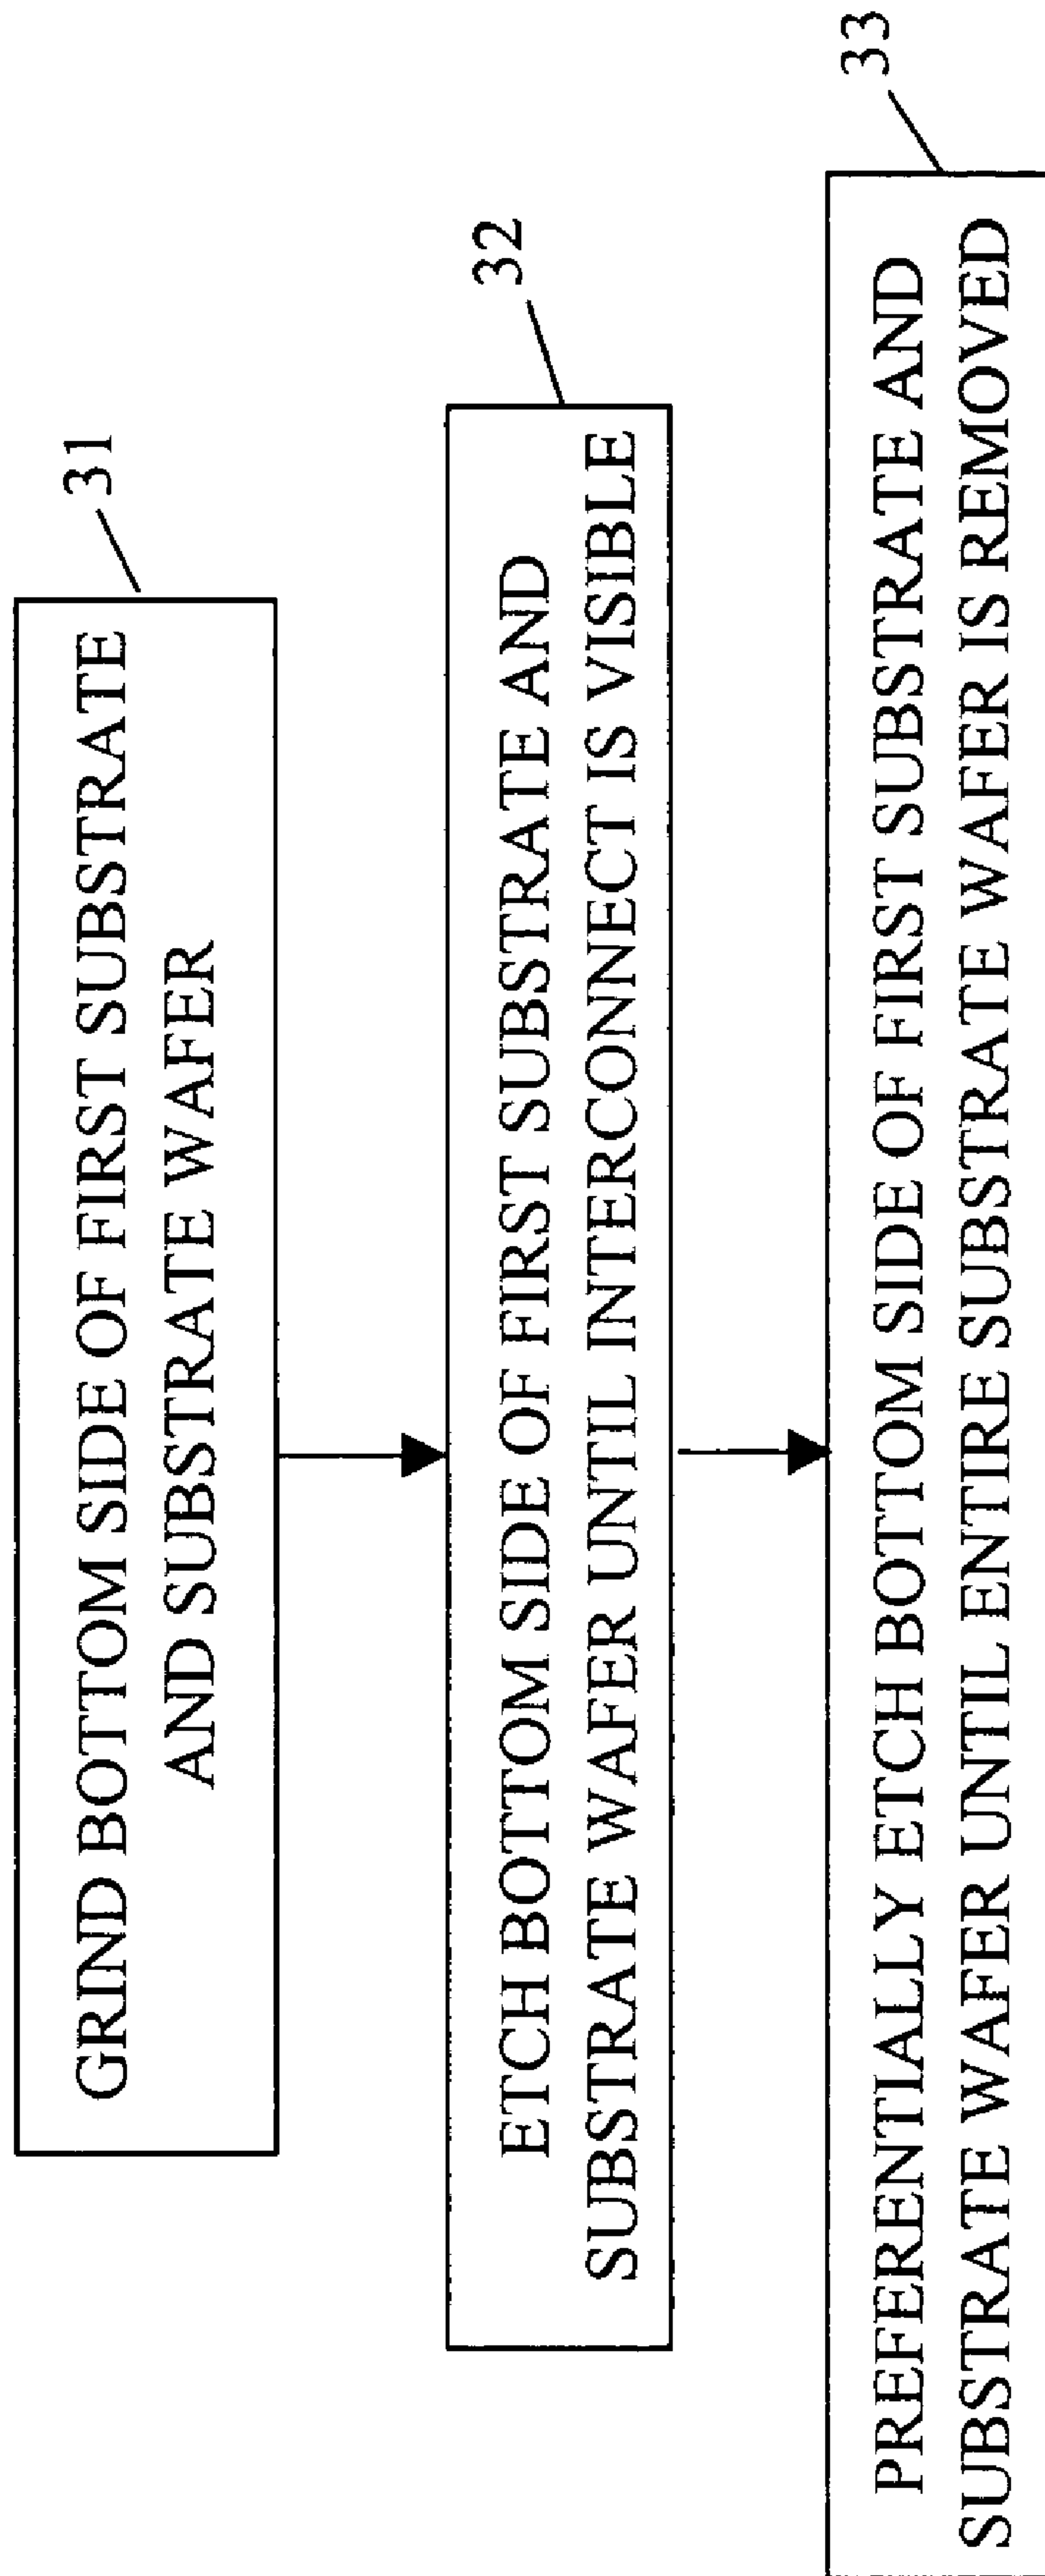 31
GRIND BOTTOM SIDE OF FIRST SUBSTRATE
AND SUBSTRATE WAFER
32
ETCH BOTTOM SIDE OF FIRST SUBSTRATE AND
SUBSTRATE WAFER UNTIL INTERCONNECT IS VISIBLE
33
PREFERENTIALLY ETCH BOTTOM SIDE OF FIRST SUBSTRATE AND
SUBSTRATE WAFER UNTIL ENTIRE SUBSTRATE WAFER IS REMOVED